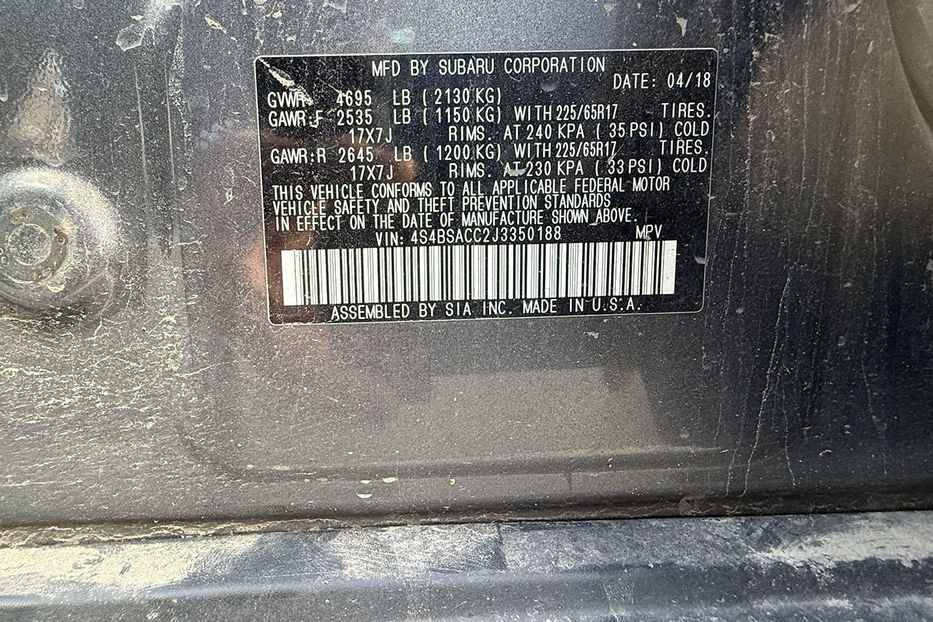 MFD BY SUBARU CORPORATION
DATE: 04/18
GVWR: 4695 LB (2130 KG)
GAWR:F 2535 LB (1150 KG) WITH 225/65R17 TIRES.
17X7J RIMS. AT 240 KPA (35 PSI) COLD
GAWR:R 2645 LB (1200 KG) WITH 225/65R17 TIRES.
17X7J RIMS. AT 230 KPA (33 PSI) COLD
THIS VEHICLE CONFORMS TO ALL APPLICABLE FEDERAL MOTOR
VEHICLE SAFETY AND THEFT PREVENTION STANDARDS
IN EFFECT ON THE DATE OF MANUFACTURE SHOWN ABOVE.
VIN: 4S4BSACC2J3350188 MPV
ASSEMBLED BY SIA INC. MADE IN U.S.A.